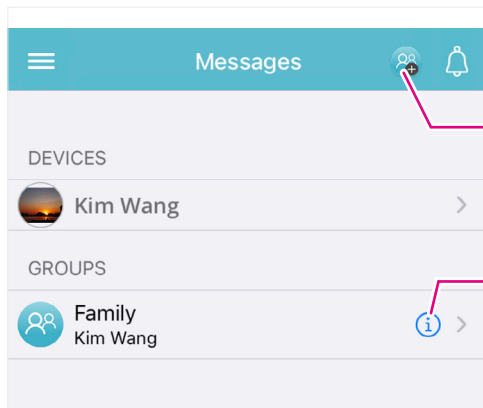 Messages
DEVICES
Kim Wang
GROUPS
Family
Kim Wang